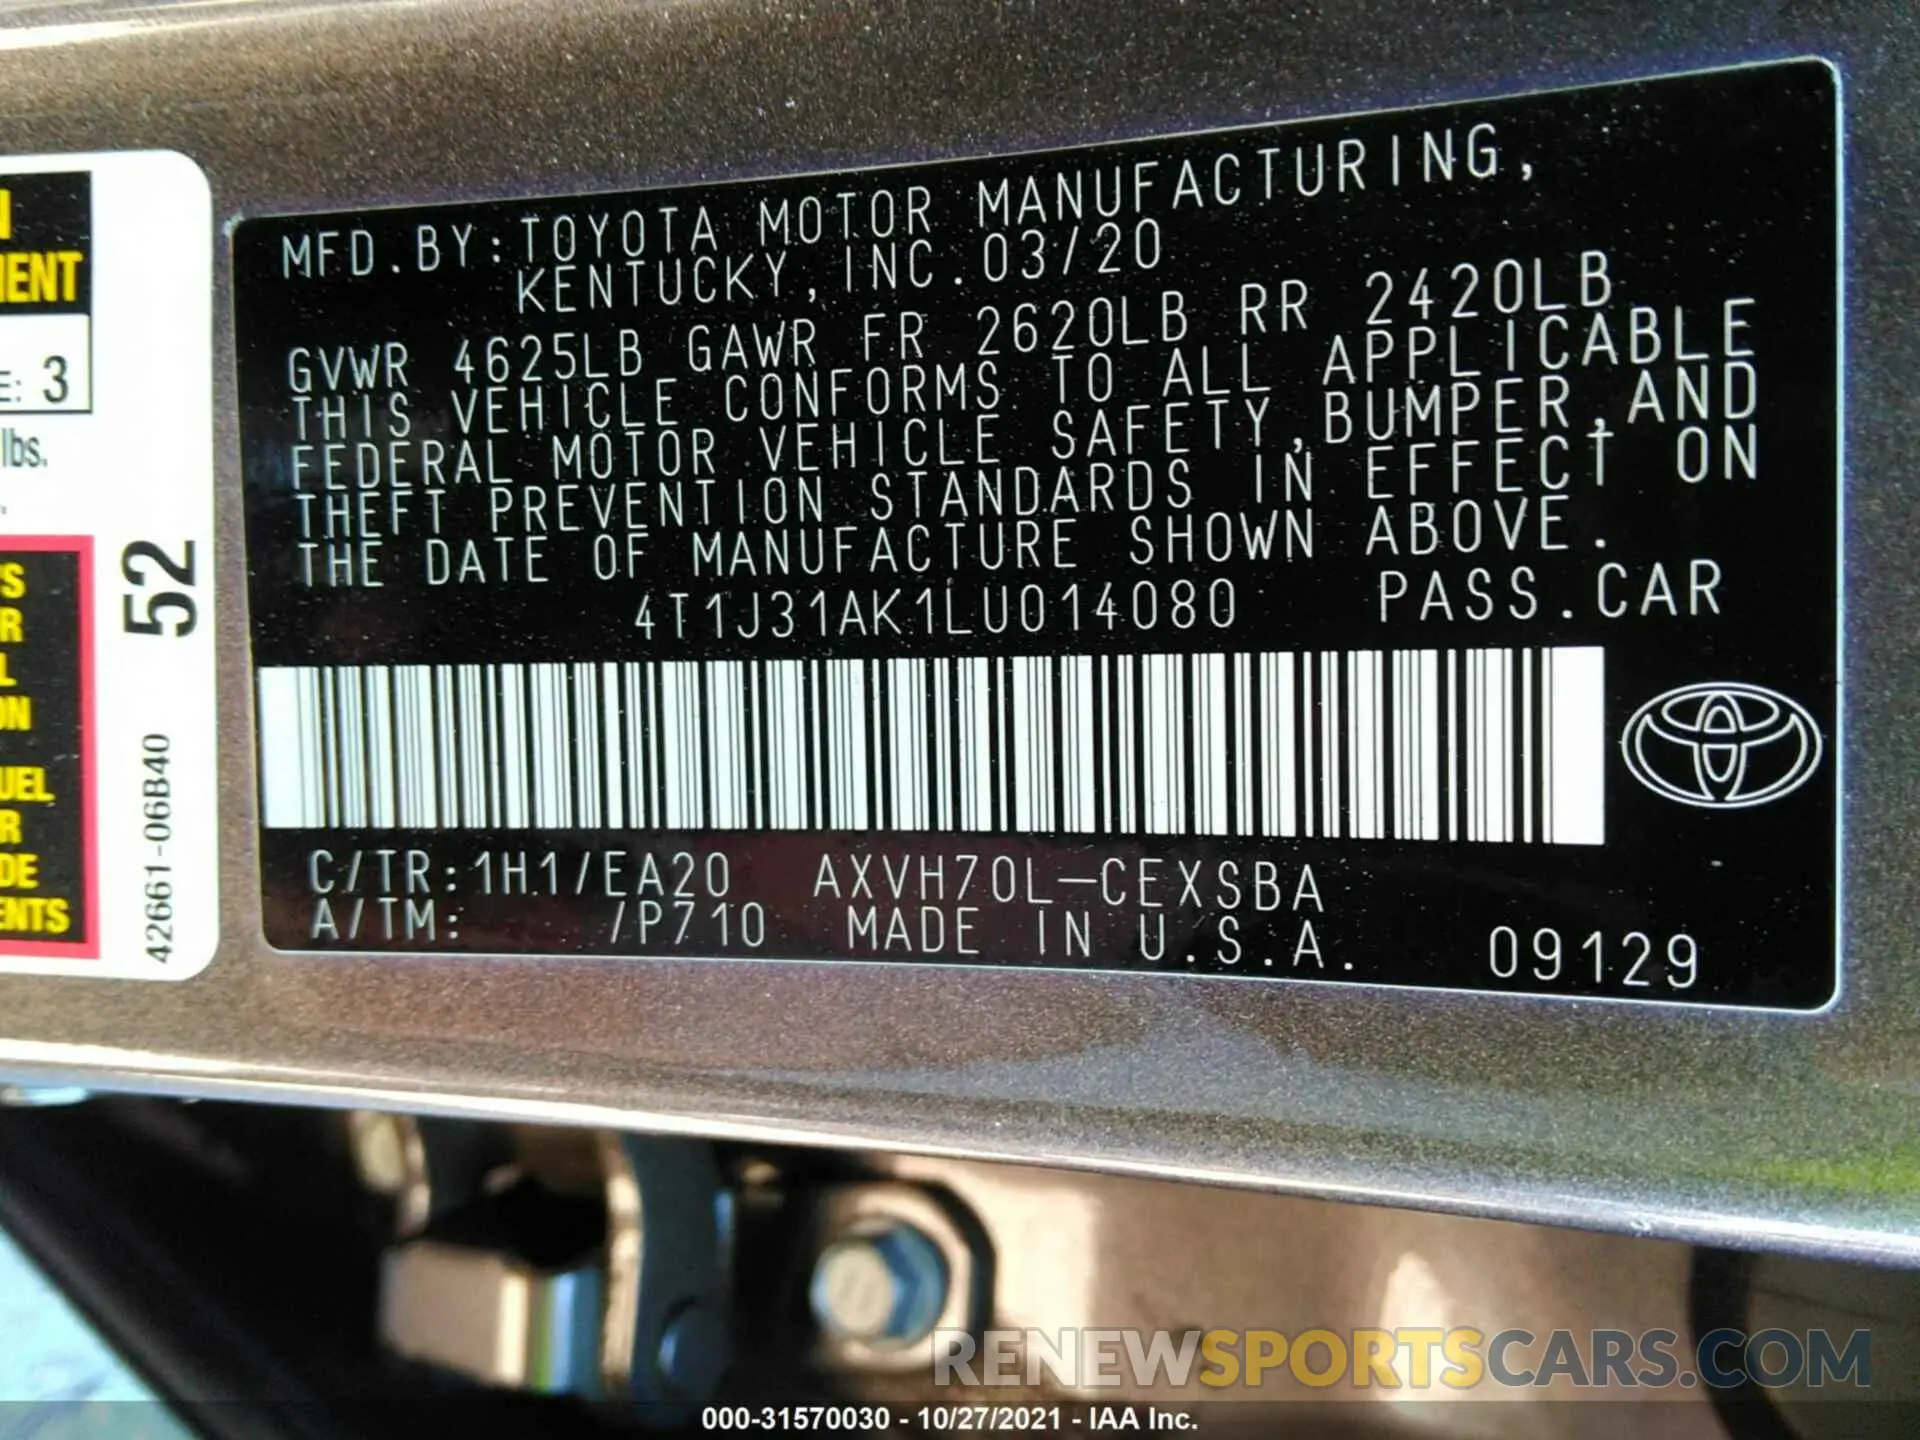 MFD.BY:TOYOTA MOTOR MANUFACTURING,
KENTUCKY, INC. 03/20
GVWR 4625LB GAWR FR 2620LB RR 2420LB
THIS VEHICLE CONFORMS TO ALL APPLICABLE
FEDERAL MOTOR VEHICLE SAFETY,BUMPER,AND
THEFT PREVENTION STANDARDS IN EFFECT ON
THE DATE OF MANUFACTURE SHOWN ABOVE.
4T1J31AK1LU014080 PASS.CAR
C/TR:1H1/EA20 AXVH70L-CEXSBA
A/TM: /P710 MADE IN U.S.A. 09129
E: 3
lbs.
52
42661-06B40
RENEWSPORTSCARS.COM
000-31570030 - 10/27/2021 - IAA Inc.